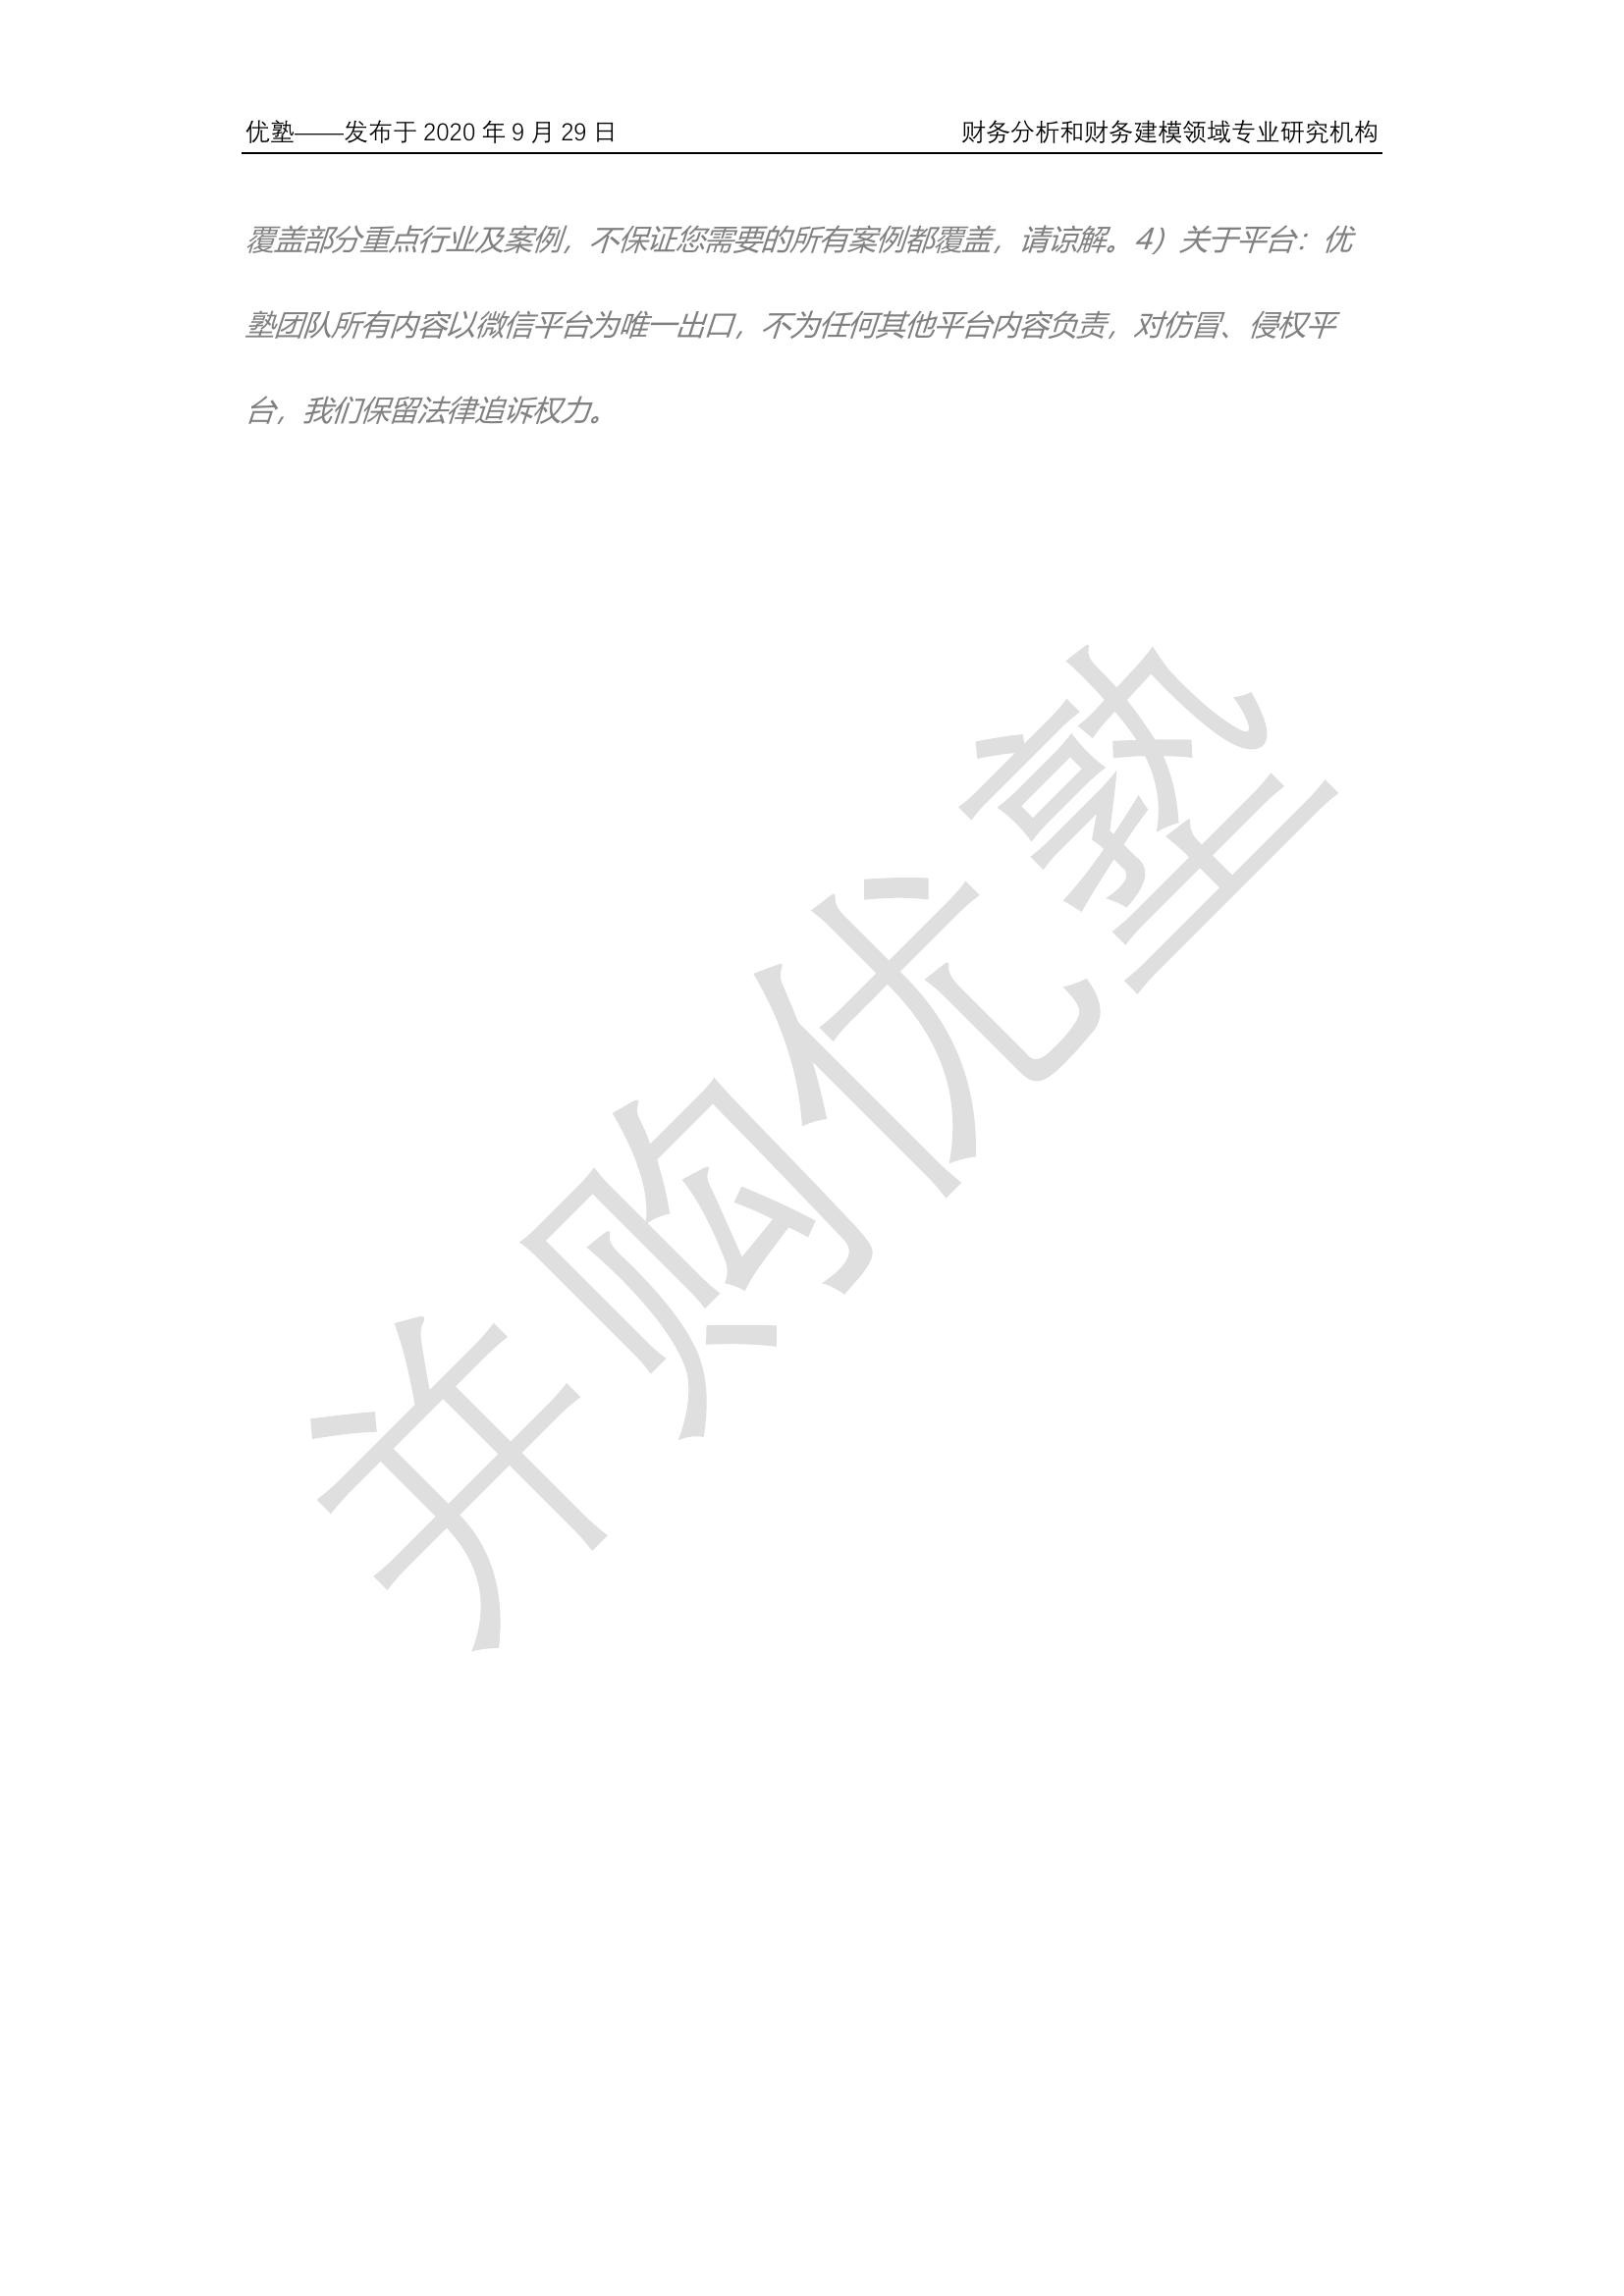 优塾——发布于 2020 年 9 月 29 日 财务分析和财务建模领域专业研究机构
覆盖部分重点行业及案例，不保证您需要的所有案例都覆盖，请谅解。4）关于平台：优
塾团队所有内容以微信平台为唯一出口，不为任何其他平台内容负责，对仿冒、侵权平
台，我们保留法律追诉权力。
并购优塾